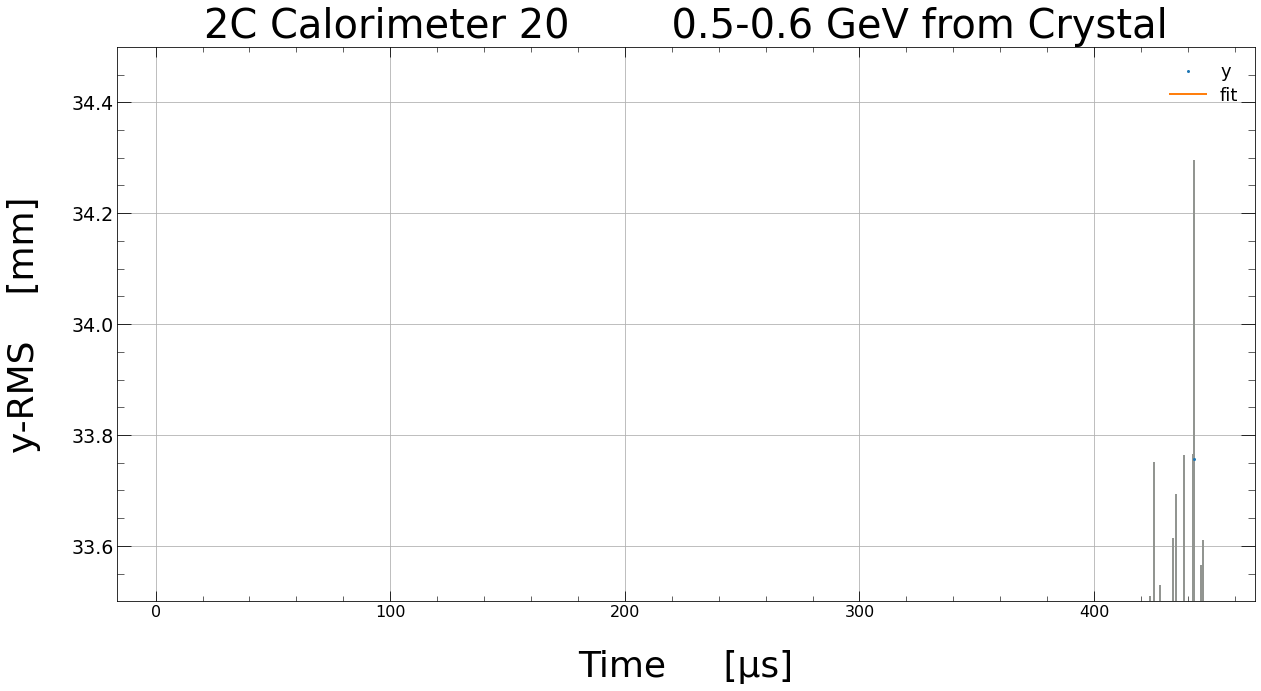 2C Calorimeter 20 0.5-0.6 GeV from Crystal
y
fit
y-RMS [mm]
34.4
34.2
34.0
33.8
33.6
0 100 200 300 400
Time [µs]